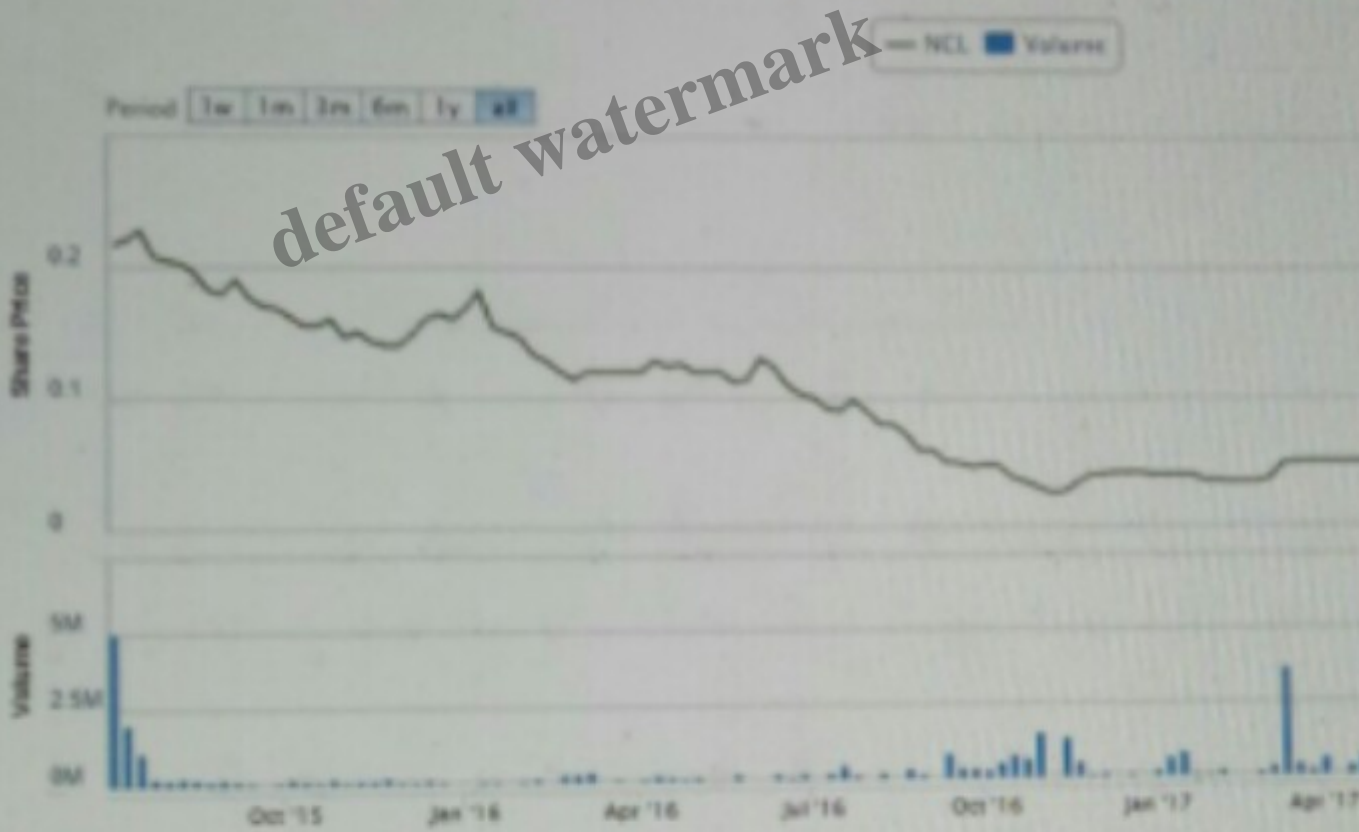 NCL Volume
default watermark
Period 1w 1m 3m 6m 1y all
Share Price
0.2
0.1
0
Volume
5M
2.5M
0M
Oct '15 Jan '16 Apr '16 Jul '16 Oct '16 Jan '17 Apr '17